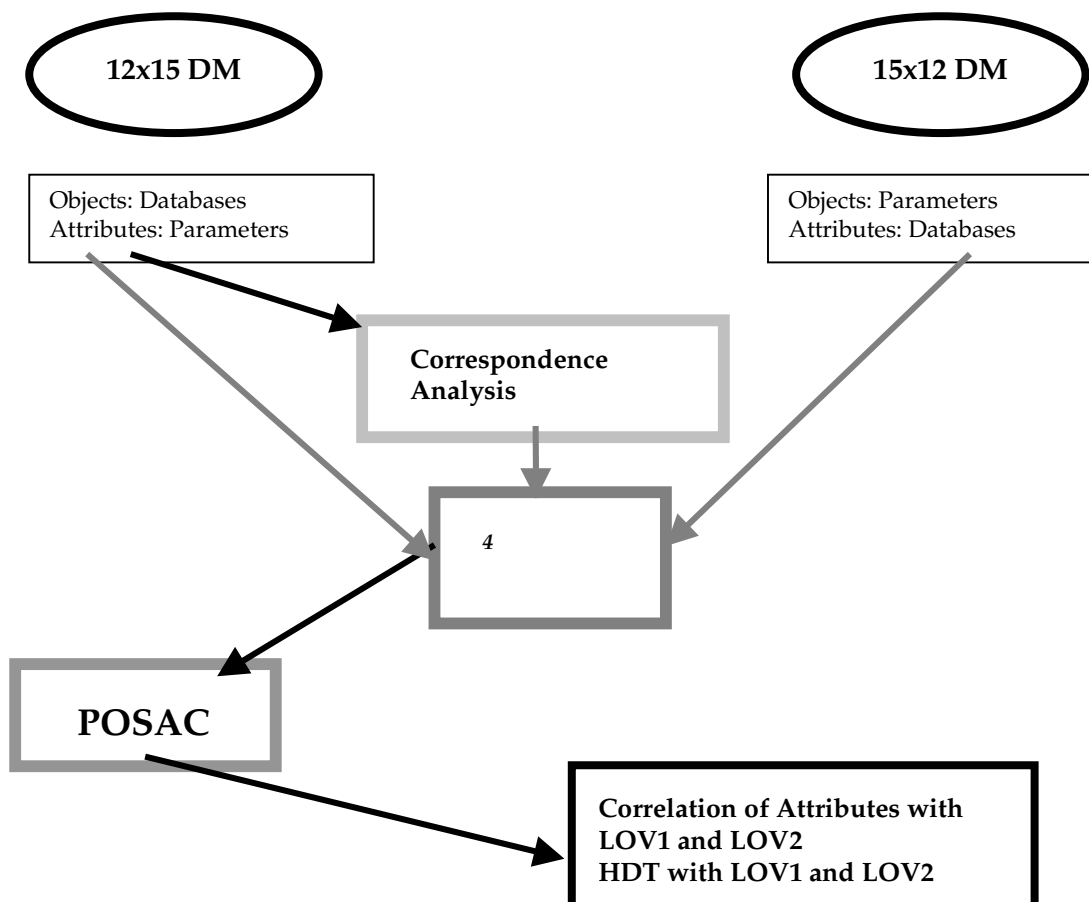 12x15 DM
15x12 DM
Objects: Databases
Attributes: Parameters
Objects: Parameters
Attributes: Databases
Correspondence
Analysis
4
POSAC
Correlation of Attributes with
LOV1 and LOV2
HDT with LOV1 and LOV2